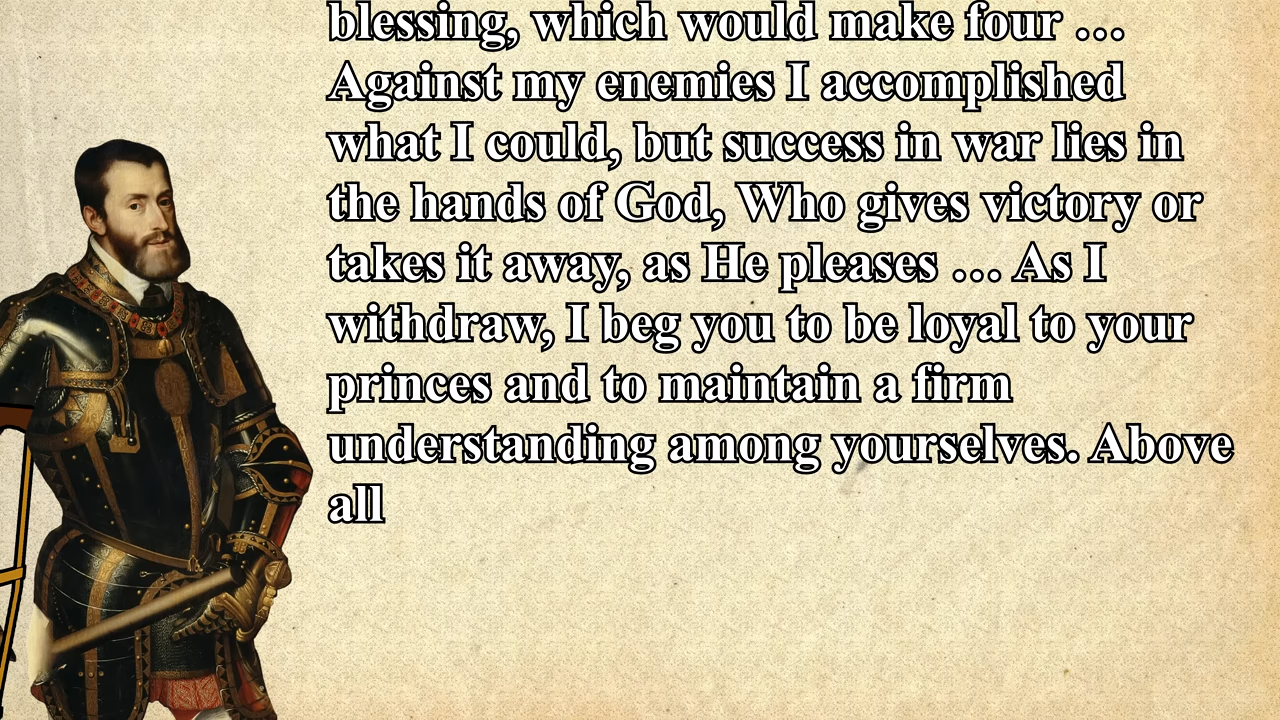 blessing, which would make four …
Against my enemies I accomplished
what I could, but success in war lies in
the hands of God, Who gives victory or
takes it away, as He pleases … As I
withdraw, I beg you to be loyal to your
princes and to maintain a firm
understanding among yourselves. Above
all